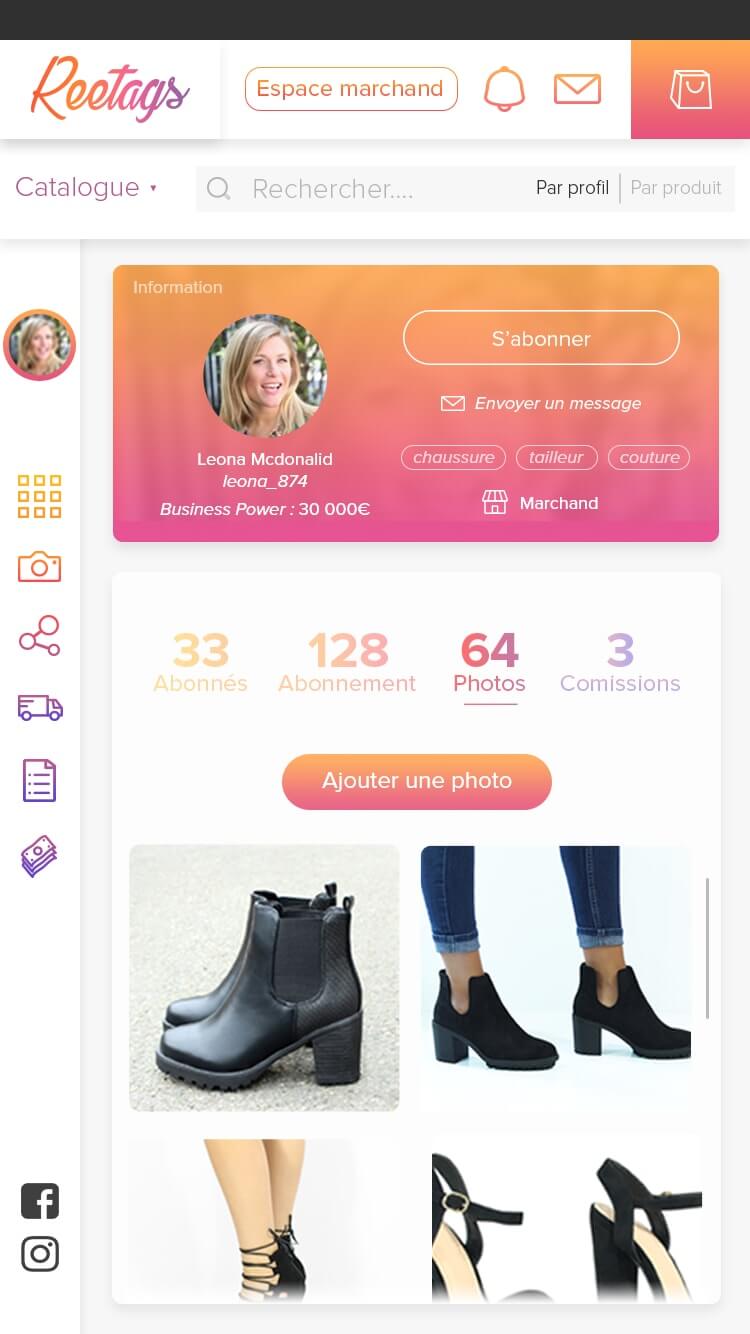 Reetags
Espace marchand
Catalogue
Rechercher....
Par profil
Par produit
Information
S'abonner
Envoyer un message
Leona Mcdonalid
leona_874
Business Power : 30 000€
chaussure
tailleur
couture
Marchand
33
Abonnés
128
Abonnement
64
Photos
3
Comissions
Ajouter une photo